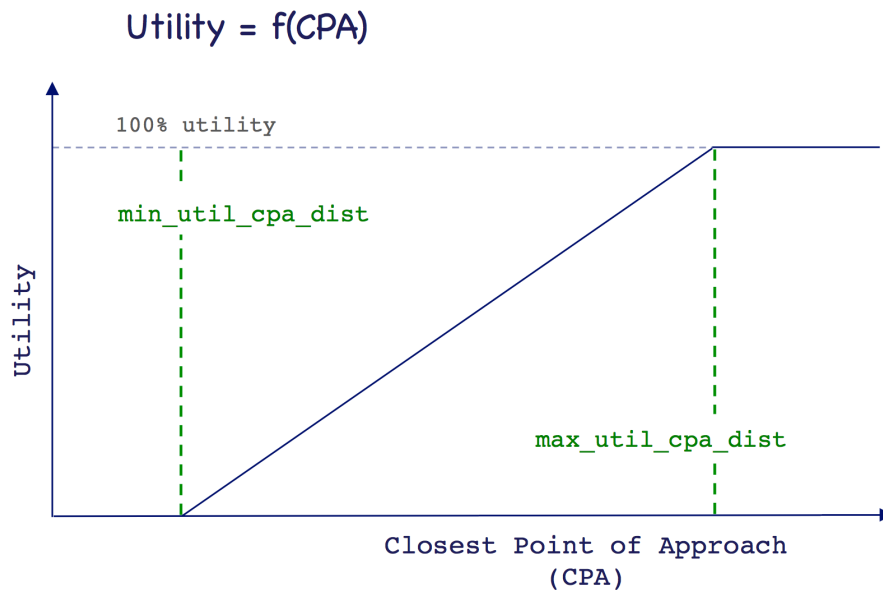 Utility = f(CPA)
100% utility
min_util_cpa_dist
Utility
max_util_cpa_dist
Closest Point of Approach
(CPA)